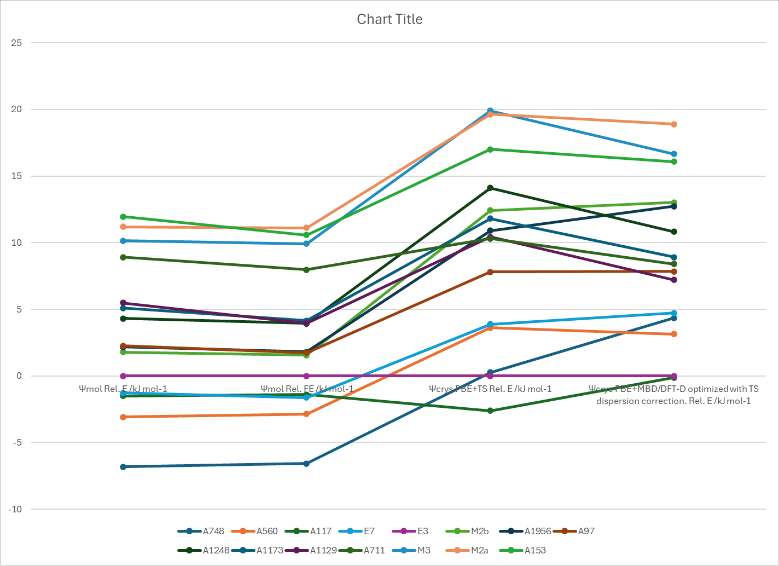 Chart Title
25
20
15
10
5
0
-5
-10
Ψmol Rel. E /kJ mol-1
Ψmol Rel. FE /kJ mol-1
Ψcrys PBE+TS Rel. E / kJ mol-1
Ψcrys PBE+MBD/DFT-D optimized with TS
dispersion correction. Rel. E /kJ mol-1
A748 A560 A117 E7 E3 M2b A1956 A97
A1248 A1173 A1129 A711 M3 M2a A153